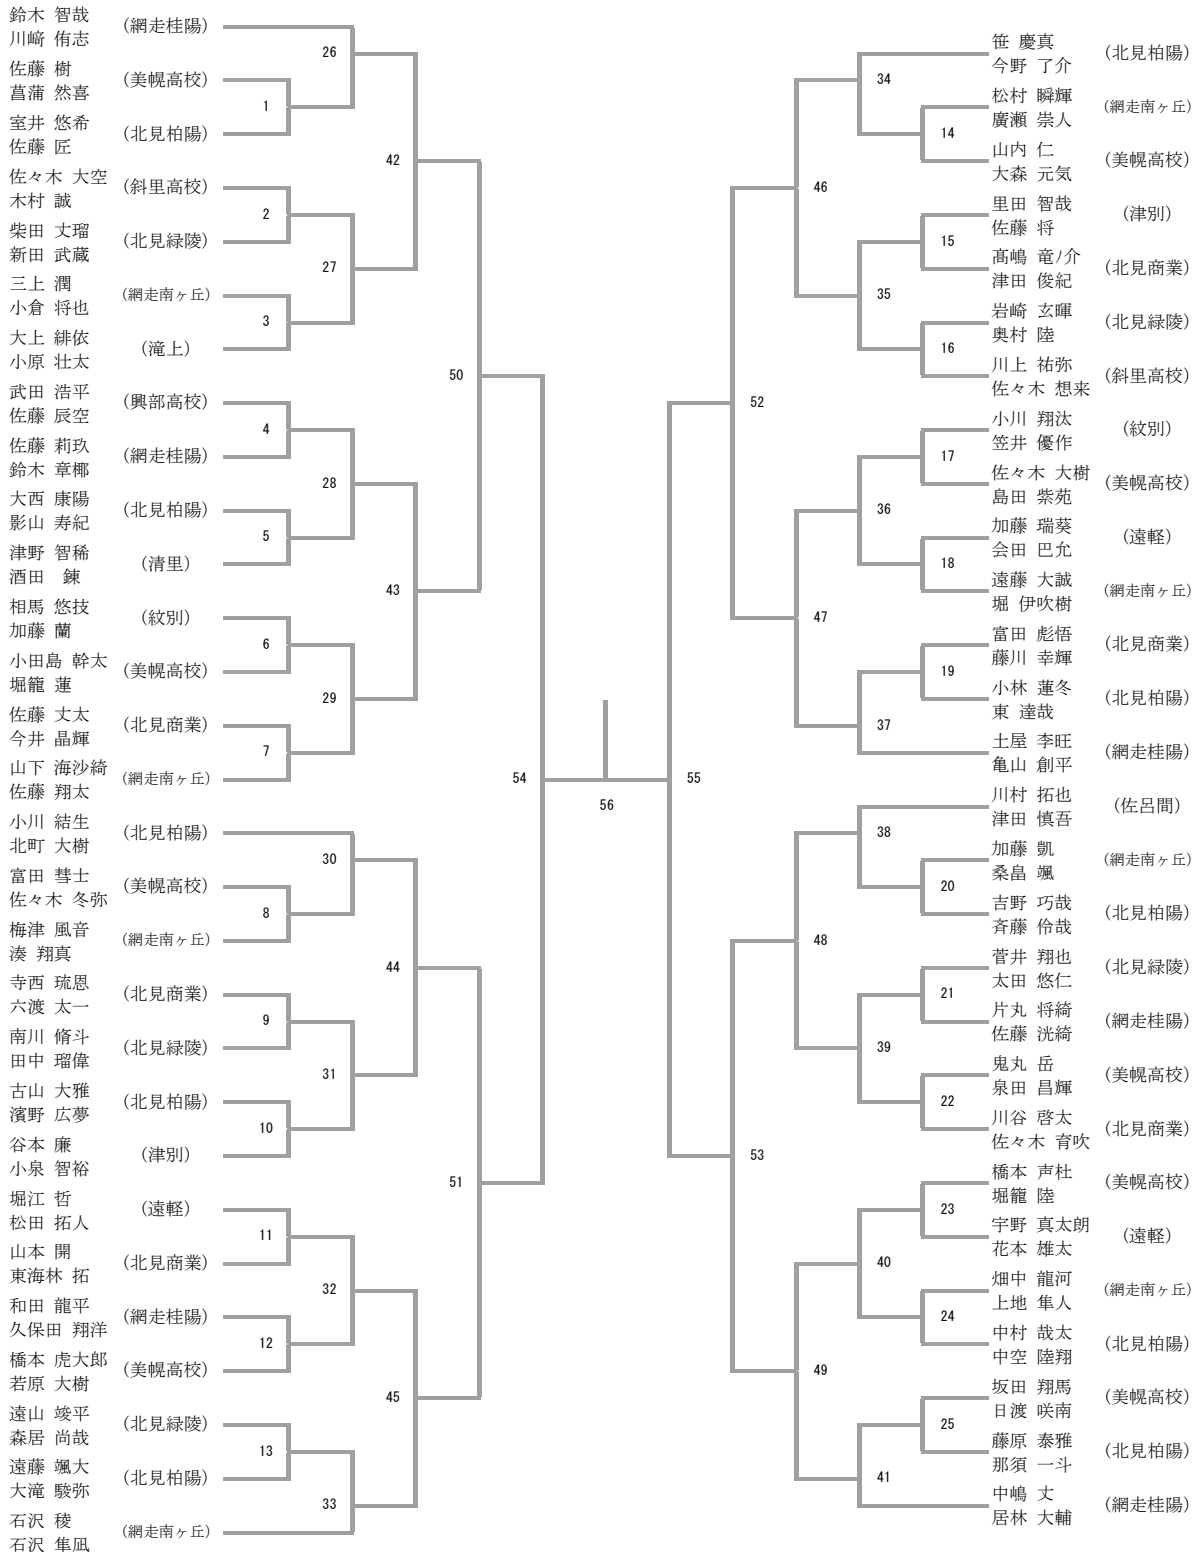 鈴木 智哉
川﨑 侑志
(網走桂陽)
佐藤 樹
菖蒲 然喜
(美幌高校)
室井 悠希
佐藤 匠
(北見柏陽)
佐々木 大空
木村 誠
(斜里高校)
柴田 丈瑠
新田 武蔵
(北見緑陵)
三上 潤
小倉 将也
(網走南ヶ丘)
大上 緋依
小原 壮太
(滝上)
武田 浩平
佐藤 辰空
(興部高校)
佐藤 莉玖
鈴木 章椰
(網走桂陽)
大西 康陽
影山 寿紀
(北見柏陽)
津野 智稀
酒田 錬
(清里)
相馬 悠技
加藤 蘭
(紋別)
小田島 幹太
堀籠 蓮
(美幌高校)
佐藤 丈太
今井 晶輝
(北見商業)
山下 海沙綺
佐藤 翔太
(網走南ヶ丘)
小川 結生
北町 大樹
(北見柏陽)
富田 彗士
佐々木 冬弥
(美幌高校)
梅津 風音
湊 翔真
(網走南ヶ丘)
寺西 琉恩
六渡 太一
(北見商業)
南川 脩斗
田中 瑠偉
(北見緑陵)
古山 大雅
濱野 広夢
(北見柏陽)
谷本 廉
小泉 智裕
(津別)
堀江 哲
松田 拓人
(遠軽)
山本 開
東海林 拓
(北見商業)
和田 龍平
久保田 翔洋
(網走桂陽)
橋本 虎大郎
若原 大樹
(美幌高校)
遠山 竣平
森居 尚哉
(北見緑陵)
遠藤 颯大
大滝 駿弥
(北見柏陽)
石沢 稜
石沢 隼凪
(網走南ヶ丘)
1
2
3
4
5
6
7
8
9
10
11
12
13
26
27
28
29
30
31
32
33
42
43
44
45
50
51
54
56
55
52
53
46
47
48
49
34
35
36
37
38
39
40
41
14
15
16
17
18
19
20
21
22
23
24
25
笹 慶真
今野 了介
(北見柏陽)
松村 瞬輝
廣瀬 崇人
(網走南ヶ丘)
山内 仁
大森 元気
(美幌高校)
里田 智哉
佐藤 将
(津別)
髙嶋 竜ノ介
津田 俊紀
(北見商業)
岩崎 玄暉
奥村 陸
(北見緑陵)
川上 祐弥
佐々木 想来
(斜里高校)
小川 翔汰
笠井 優作
(紋別)
佐々木 大樹
島田 紫苑
(美幌高校)
加藤 瑞葵
会田 巴允
(遠軽)
遠藤 大誠
堀 伊吹樹
(網走南ヶ丘)
富田 彪悟
藤川 幸輝
(北見商業)
小林 蓮冬
東 達哉
(北見柏陽)
土屋 李旺
亀山 創平
(網走桂陽)
川村 拓也
津田 慎吾
(佐呂間)
加藤 凱
桑畠 颯
(網走南ヶ丘)
吉野 巧哉
斉藤 伶哉
(北見柏陽)
菅井 翔也
太田 悠仁
(北見緑陵)
片丸 将綺
佐藤 洸綺
(網走桂陽)
鬼丸 岳
泉田 昌輝
(美幌高校)
川谷 啓太
佐々木 育吹
(北見商業)
橋本 声杜
堀籠 陸
(美幌高校)
宇野 真太朗
花本 雄太
(遠軽)
畑中 龍河
上地 隼人
(網走南ヶ丘)
中村 哉太
中空 陸翔
(北見柏陽)
坂田 翔馬
日渡 咲南
(美幌高校)
藤原 泰雅
那須 一斗
(北見柏陽)
中嶋 丈
居林 大輔
(網走桂陽)